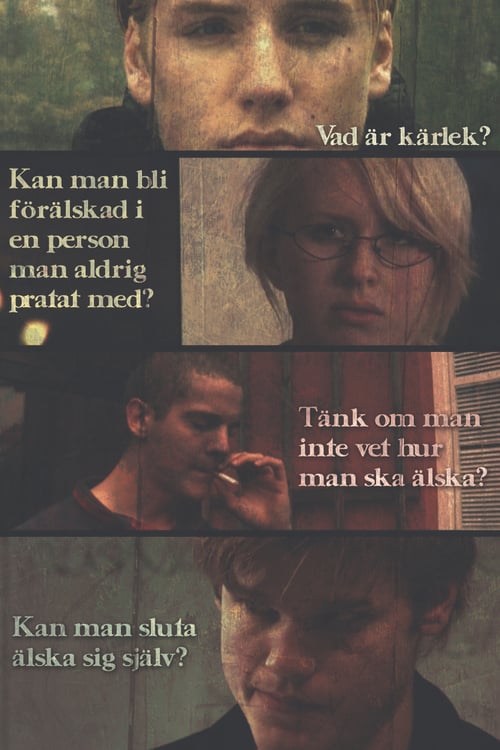 Vad är kärlek?
Kan man bli
förälskad i
en person
man aldrig
pratat med?
Tänk om man
inte vet hur
man ska älska?
Kan man sluta
älska sig själv?